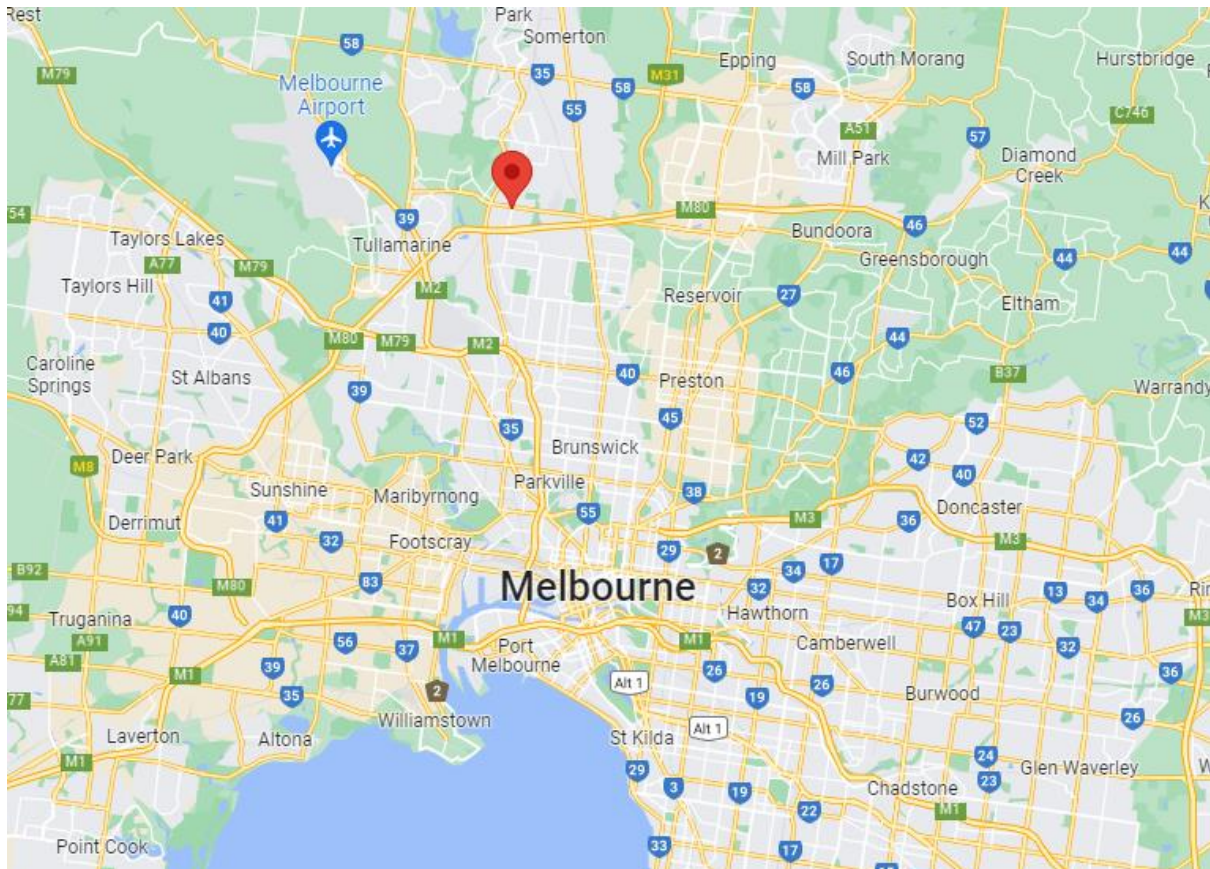 Rest
Park
Somerton
58
M79
Melbourne
Airport
35
58
55
M31
Epping
58
South Morang
Hurstbridge
A51
57
C746
Mill Park
Diamond
Creek
54
39
Tullamarine
M80
Bundoora
46
Greensborough
44
44
Taylors Lakes
A77
M79
Taylors Hill
41
40
M2
Reservoir
27
Eltham
M80
M79
M2
44
Caroline
Springs
St Albans
39
40
Preston
46
B37
Warrandy
35
45
Brunswick
52
M8
Deer Park
42
40
Sunshine
Maribyrnong
Parkville
38
Doncaster
Derrimut
41
32
Footscray
55
M3
36
M3
29
2
B92
M80
83
Melbourne
32
34
17
Hawthorn
Box Hill
13
34
36
Rin
94
Truganina
40
A91
A81
M1
56
37
M1
Port
Melbourne
M1
Camberwell
47
23
32
M3
39
35
2
Alt 1
26
19
26
36
77
Williamstown
Alt 1
Burwood
26
Laverton
Altona
St Kilda
M1
29
3
19
22
24
23
Glen Waverley
W
Chadstone
M1
Point Cook
33
17